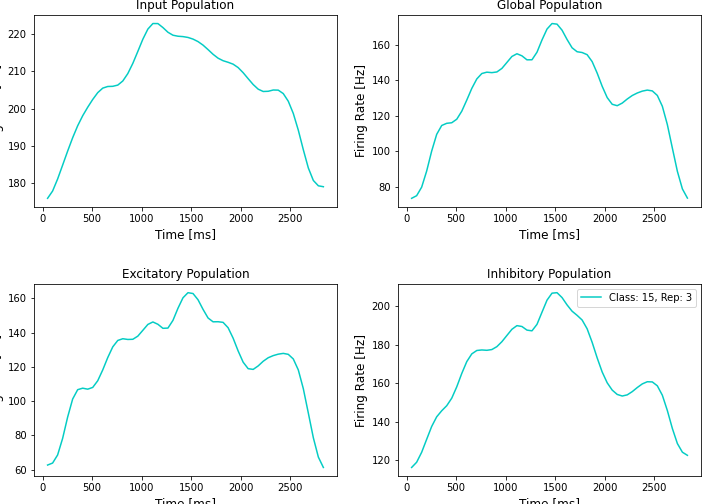 Input Population
220
210
200
190
180
0 500 1000 1500 2000 2500
Time [ms]
Global Population
Firing Rate [Hz]
160
140
120
100
80
0 500 1000 1500 2000 2500
Time [ms]
Excitatory Population
160
140
120
100
80
60
0 500 1000 1500 2000 2500
Time [ms]
Inhibitory Population
Class: 15, Rep: 3
Firing Rate [Hz]
200
180
160
140
120
0 500 1000 1500 2000 2500
Time [ms]